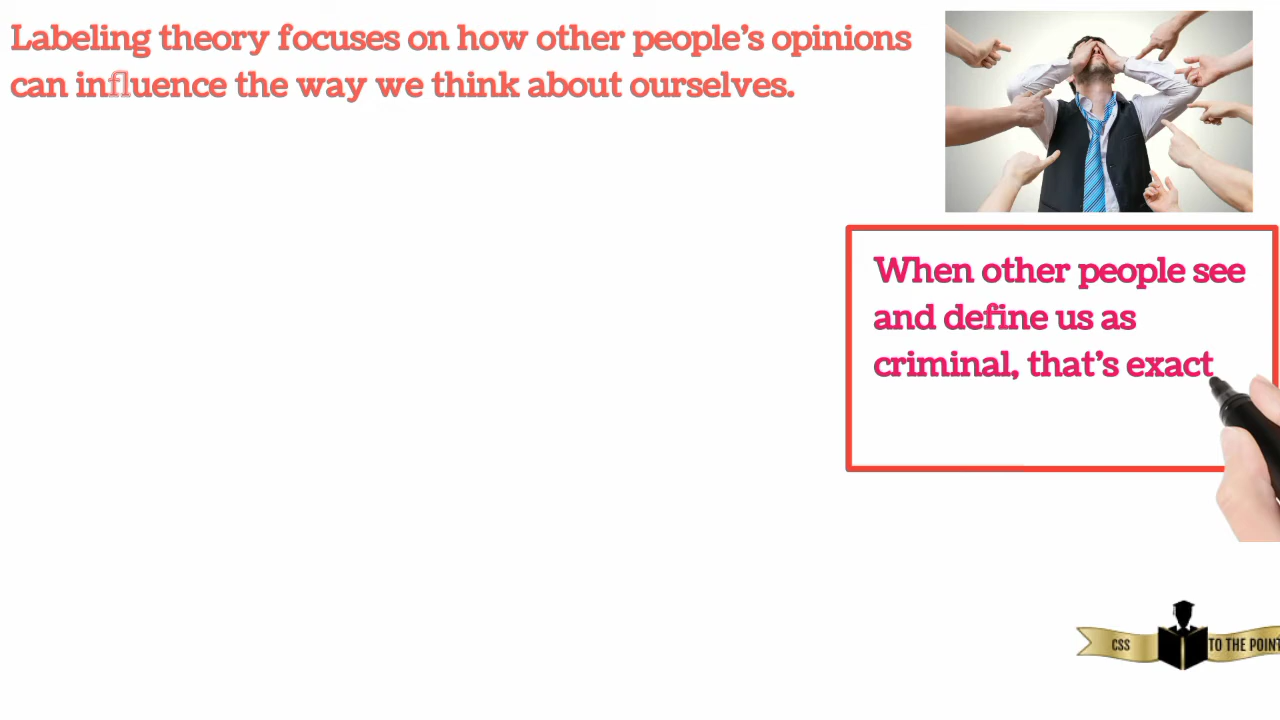 Labeling theory focuses on how other people's opinions
can influence the way we think about ourselves.
When other people see
and define us as
criminal, that's exact
CSS TO THE POINT